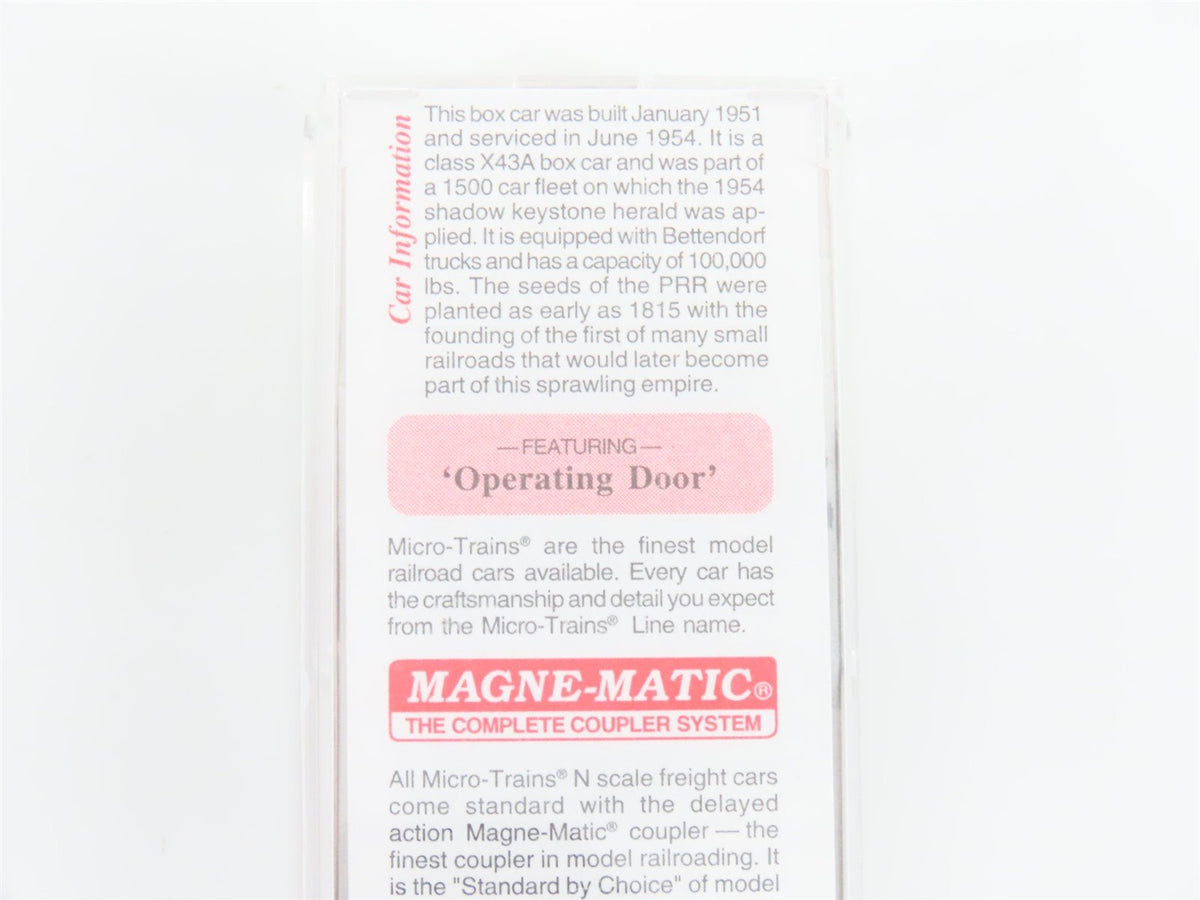 Car Information
This box car was built January 1951
and serviced in June 1954. It is a
class X43A box car and was part of
a 1500 car fleet on which the 1954
shadow keystone herald was ap-
plied. It is equipped with Bettendorf
trucks and has a capacity of 100,000
lbs. The seeds of the PRR were
planted as early as 1815 with the
founding of the first of many small
railroads that would later become
part of this sprawling empire.
—FEATURING—
‘Operating Door’
Micro-Trains® are the finest model
railroad cars available. Every car has
the craftsmanship and detail you expect
from the Micro-Trains® Line name.
MAGNE-MATIC®
THE COMPLETE COUPLER SYSTEM
All Micro-Trains® N scale freight cars
come standard with the delayed
action Magne-Matic® coupler — the
finest coupler in model railroading. It
is the "Standard by Choice" of model